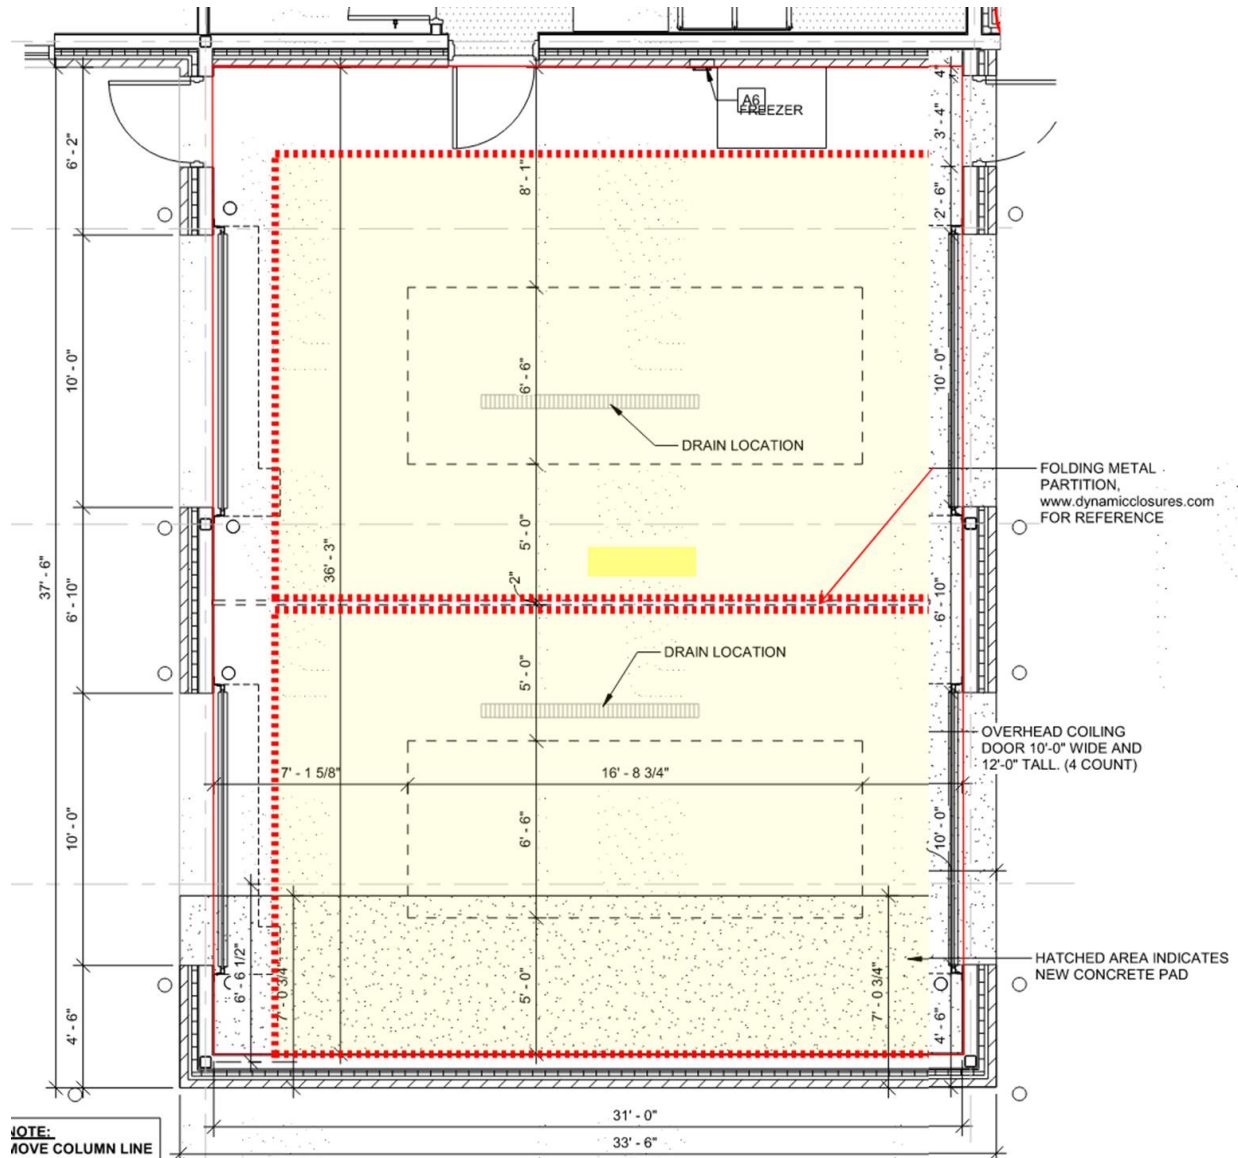 4"
A6
FREEZER
3' - 4"
6' - 2"
8' - 1"
2' - 6"
10' - 0"
6' - 6"
10' - 0"
DRAIN LOCATION
FOLDING METAL
PARTITION,
www.dynamicclosures.com
FOR REFERENCE
5' - 0"
36' - 3"
37' - 6"
6' - 10"
2"
6' - 10"
DRAIN LOCATION
5' - 0"
OVERHEAD COILING
DOOR 10'-0" WIDE AND
12'-0" TALL. (4 COUNT)
7' - 1 5/8"
16' - 8 3/4"
10' - 0"
6' - 6"
10' - 0"
HATCHED AREA INDICATES
NEW CONCRETE PAD
6' - 6 1/2"
7' - 0 3/4"
5' - 0"
7' - 0 3/4"
4' - 6"
4' - 6"
31' - 0"
33' - 6"
NOTE:
MOVE COLUMN LINE